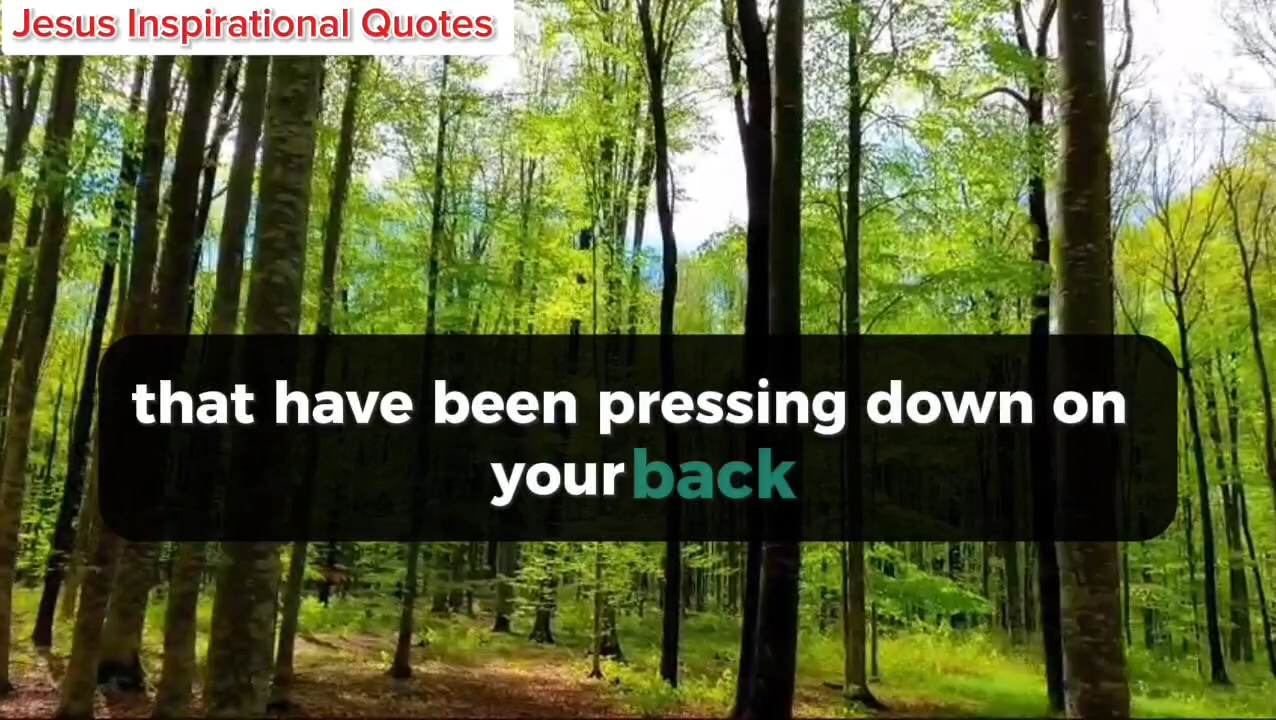 Jesus Inspirational Quotes
that have been pressing down on
your back